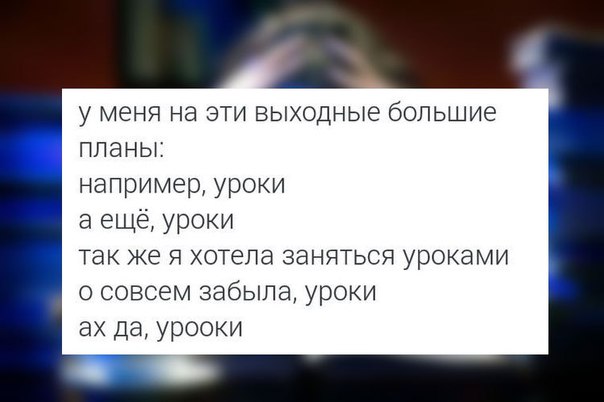 у меня на эти выходные большие
планы:
например, уроки
а ещё, уроки
так же я хотела заняться уроками
о совсем забыла, уроки
ах да, урооки